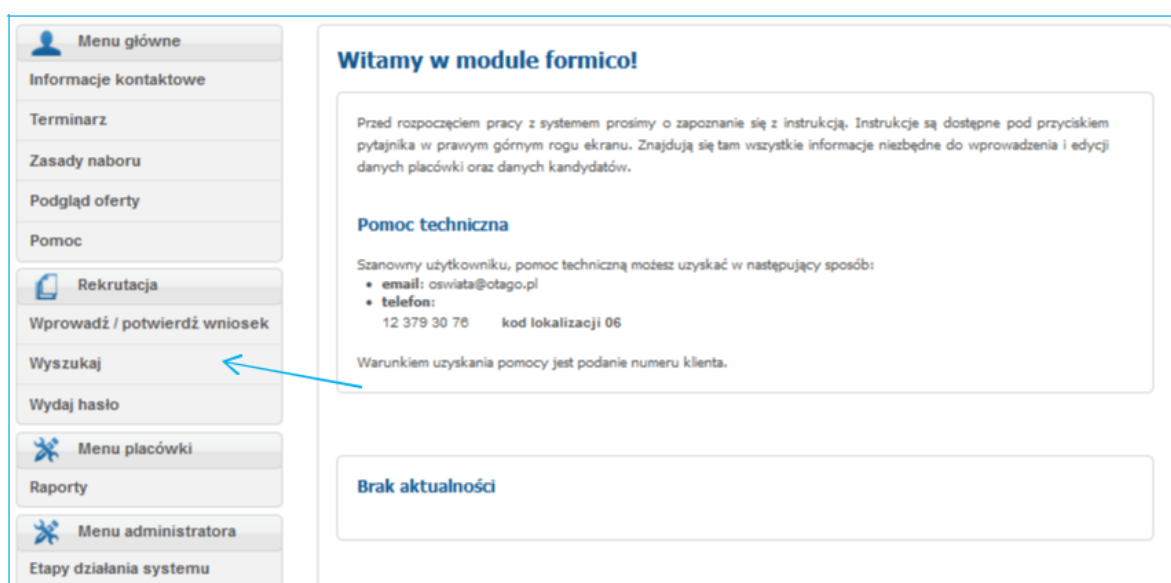 Menu główne
Informacje kontaktowe
Terminarz
Zasady naboru
Podgląd oferty
Pomoc
Rekrutacja
Wprowadź / potwierdź wniosek
Wyszukaj
Wydaj hasło
Menu placówki
Raporty
Menu administratora
Etapy działania systemu
Witamy w module formico!
Przed rozpoczęciem pracy z systemem prosimy o zapoznanie się z instrukcją. Instrukcje są dostępne pod przyciskiem
pytajnika w prawym górnym rogu ekranu. Znajdują się tam wszystkie informacje niezbędne do wprowadzenia i edycji
danych placówki oraz danych kandydatów.
Pomoc techniczna
Szanowny użytkowniku, pomoc techniczną możesz uzyskać w następujący sposób:
• email: oswiata@otago.pl
• telefon:
12 379 30 76 kod lokalizacji 06
Warunkiem uzyskania pomocy jest podanie numeru klienta.
Brak aktualności